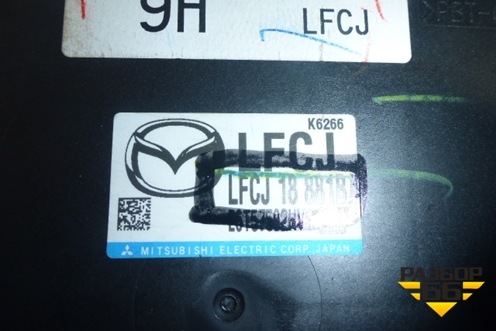 9H LFCJ
K6266
LFCJ
LFCJ 18 881B
MITSUBISHI ELECTRIC CORP. JAPAN
РАЗБОР
66